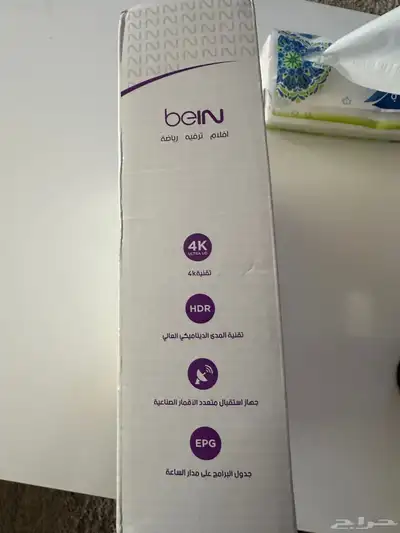 beIN
افلام ترفيه رياضة
4K
ULTRA HD
تقنية 4k
HDR
تقنية المدى الديناميكي العالي
جهاز استقبال متعدد الأقمار الصناعية
EPG
جدول البرامج على مدار الساعة
حراج